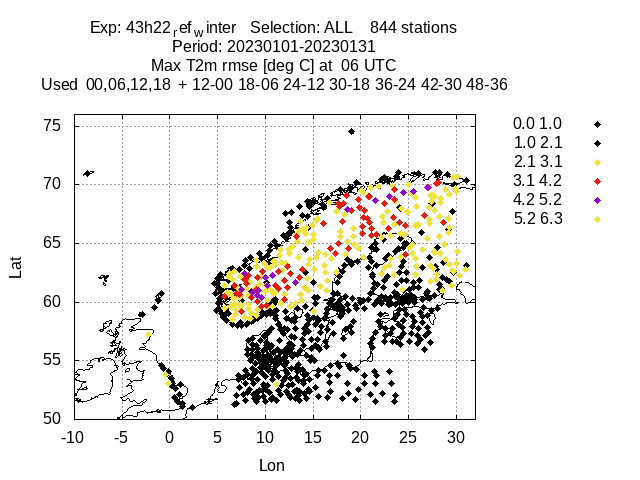 Exp: 43h22ref winter   Selection: ALL    844 stations
Period: 20230101-20230131
Max T2m rmse [deg C] at  06 UTC
Used  00,06,12,18  + 12-00 18-06 24-12 30-18 36-24 42-30 48-36
0.0 1.0
1.0 2.1
2.1 3.1
3.1 4.2
4.2 5.2
5.2 6.3
75
70
65
60
55
50
Lat
-10 -5 0 5 10 15 20 25 30
Lon